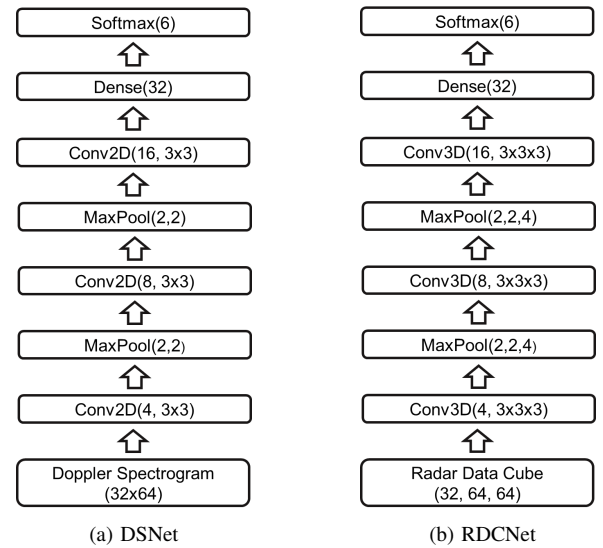 Softmax(6)
Dense(32)
Conv2D(16, 3x3)
MaxPool(2,2)
Conv2D(8, 3x3)
MaxPool(2,2)
Conv2D(4, 3x3)
Doppler Spectrogram
(32x64)
(a) DSNet
Softmax(6)
Dense(32)
Conv3D(16, 3x3x3)
MaxPool(2,2,4)
Conv3D(8, 3x3x3)
MaxPool(2,2,4)
Conv3D(4, 3x3x3)
Radar Data Cube
(32, 64, 64)
(b) RDCNet